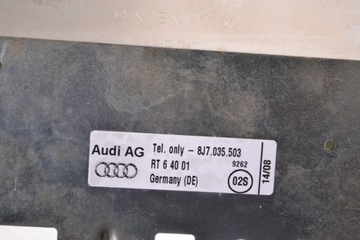 Audi AG
Tel. only - 8J7.035.503
RT 6 40 01
9262
Germany (DE)
02S
14/08